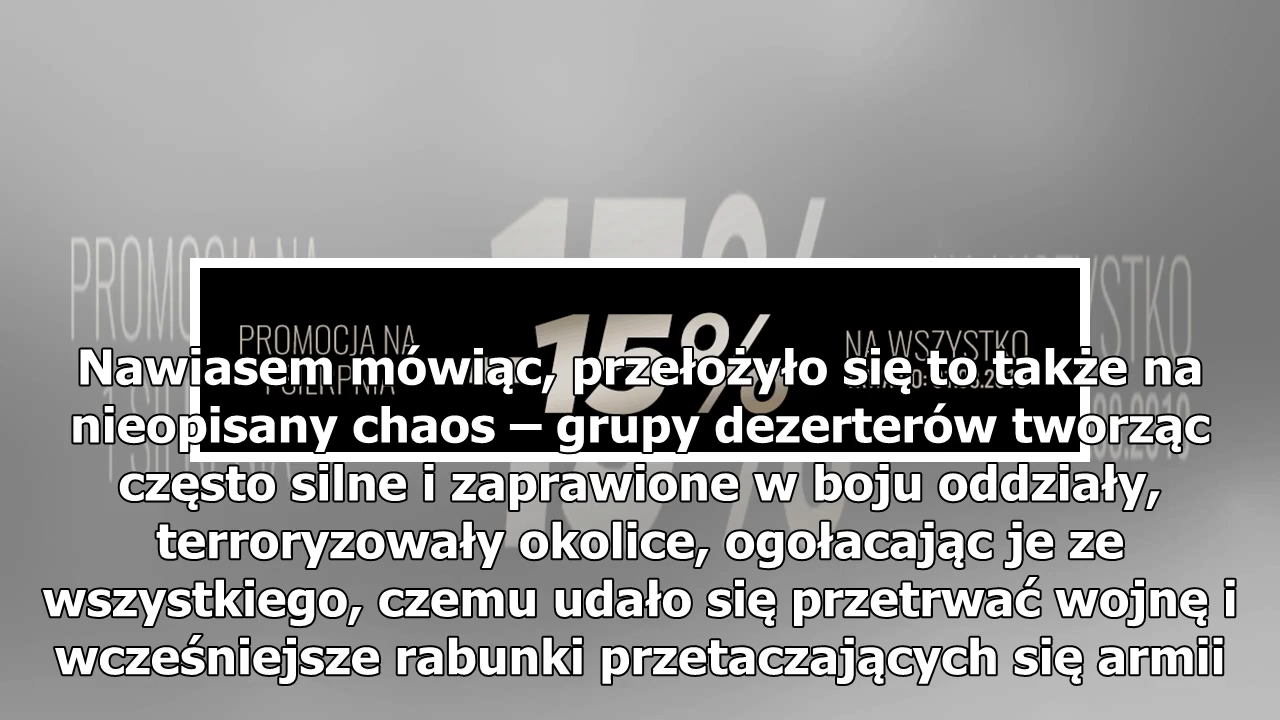 PROMOCJA NA
1 SIERPNIA
15%
NA WSZYSTKO
Nawiasem mówiąc, przełożyło się to także na
nieopisany chaos – grupy dezerterów tworząc
często silne i zaprawione w boju oddziały,
terroryzowały okolice, ogołacając je ze
wszystkiego, czemu udało się przetrwać wojnę i
wcześniejsze rabunki przetaczających się armii